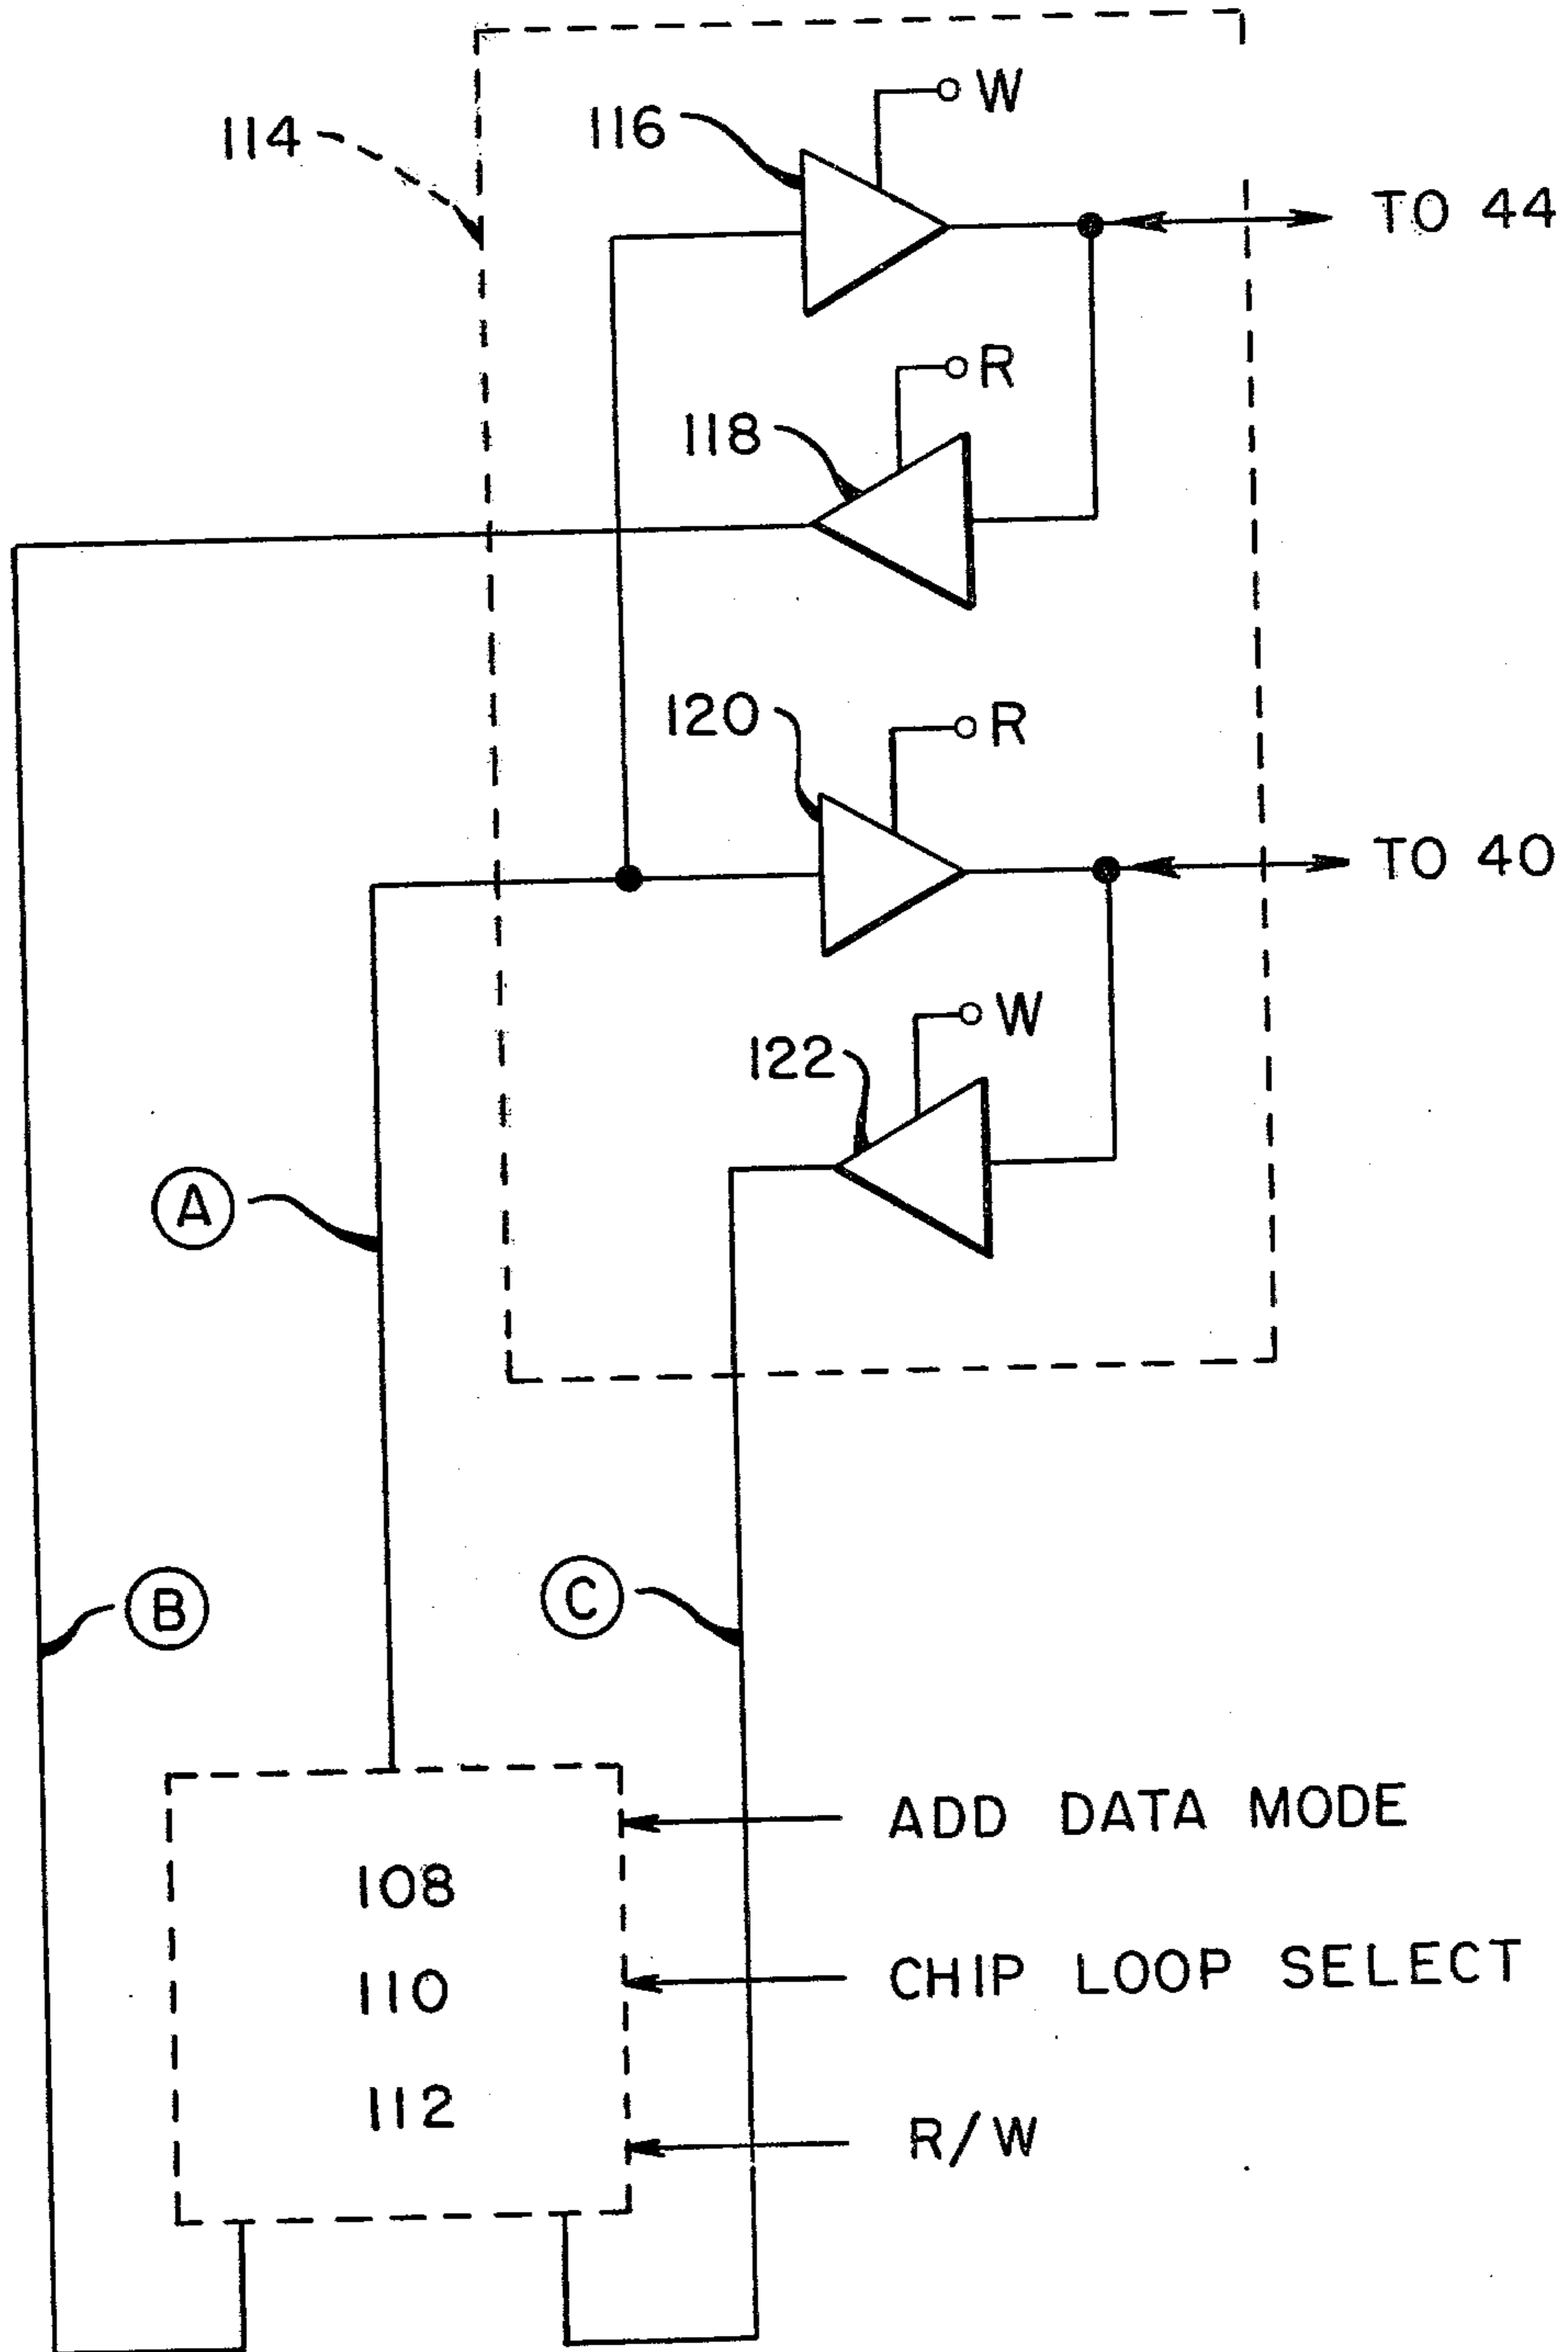 W
116
114
TO 44
R
118
120
R
TO 40
W
122
A
B
C
ADD DATA MODE
108
CHIP LOOP SELECT
110
112
R/W